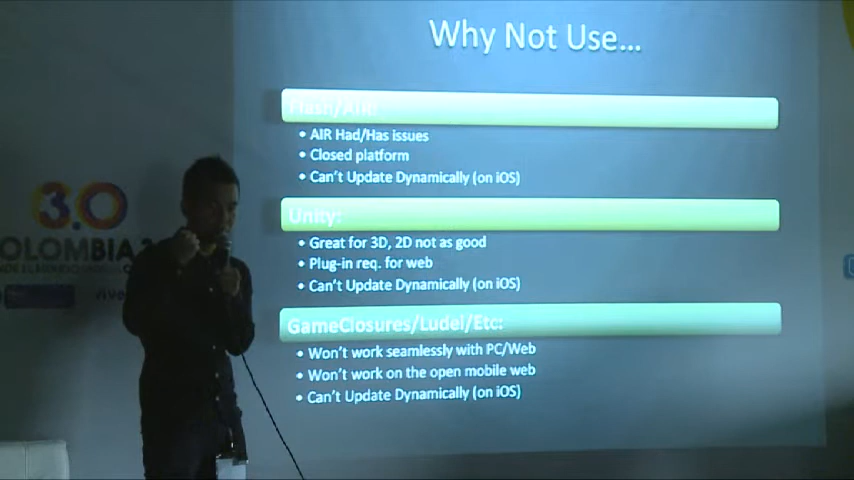 Why Not Use...
Flash/AIR:
• AIR Had/Has issues
• Closed platform
• Can't Update Dynamically (on iOS)
Unity:
• Great for 3D, 2D not as good
• Plug-in req. for web
• Can't Update Dynamically (on iOS)
GameClosures/Ludei/Etc:
• Won't work seamlessly with PC/Web
• Won't work on the open mobile web
• Can't Update Dynamically (on iOS)
3.0
OLOMBIA 3
vive